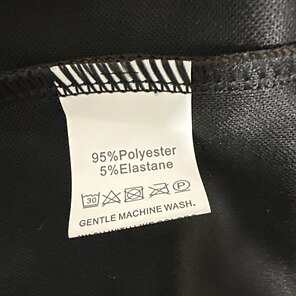 95%Polyester
5%Elastane
30 P
GENTLE MACHINE WASH.